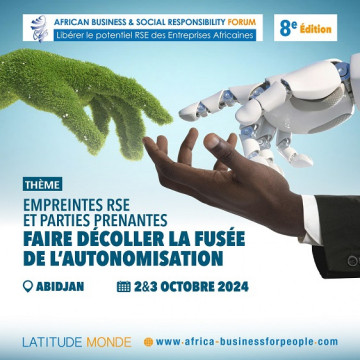 AFRICAN BUSINESS & SOCIAL RESPONSIBILITY FORUM
Libérer le potentiel RSE des Entreprises Africaines
8e Édition
THÈME
EMPREINTES RSE
ET PARTIES PRENANTES
FAIRE DÉCOLLER LA FUSÉE
DE L'AUTONOMISATION
ABIDJAN
2&3 OCTOBRE 2024
LATITUDE MONDE
www.africa-businessforpeople.com